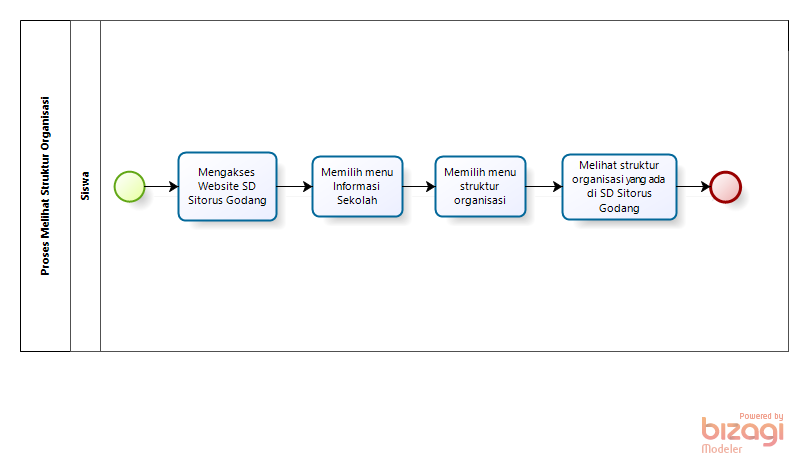 Proses Melihat Struktur Organisasi
Siswa
Mengakses
Website SD
Sitorus Godang
Memilih menu
Informasi
Sekolah
Memilih menu
struktur
organisasi
Melihat struktur
organisasi yang ada
di SD Sitorus
Godang
Powered by
bizagi
Modeler